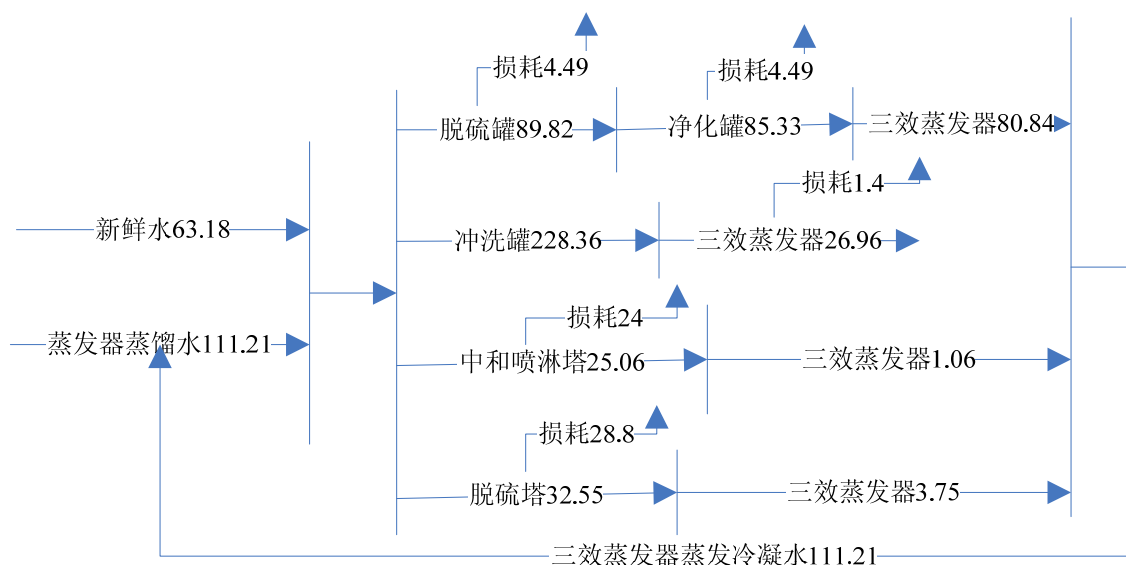 损耗4.49
损耗4.49
脱硫罐89.82
净化罐85.33
三效蒸发器80.84
损耗1.4
新鲜水63.18
冲洗罐228.36
三效蒸发器26.96
损耗24
蒸发器蒸馏水111.21
中和喷淋塔25.06
三效蒸发器1.06
损耗28.8
脱硫塔32.55
三效蒸发器3.75
三效蒸发器蒸发冷凝水111.21